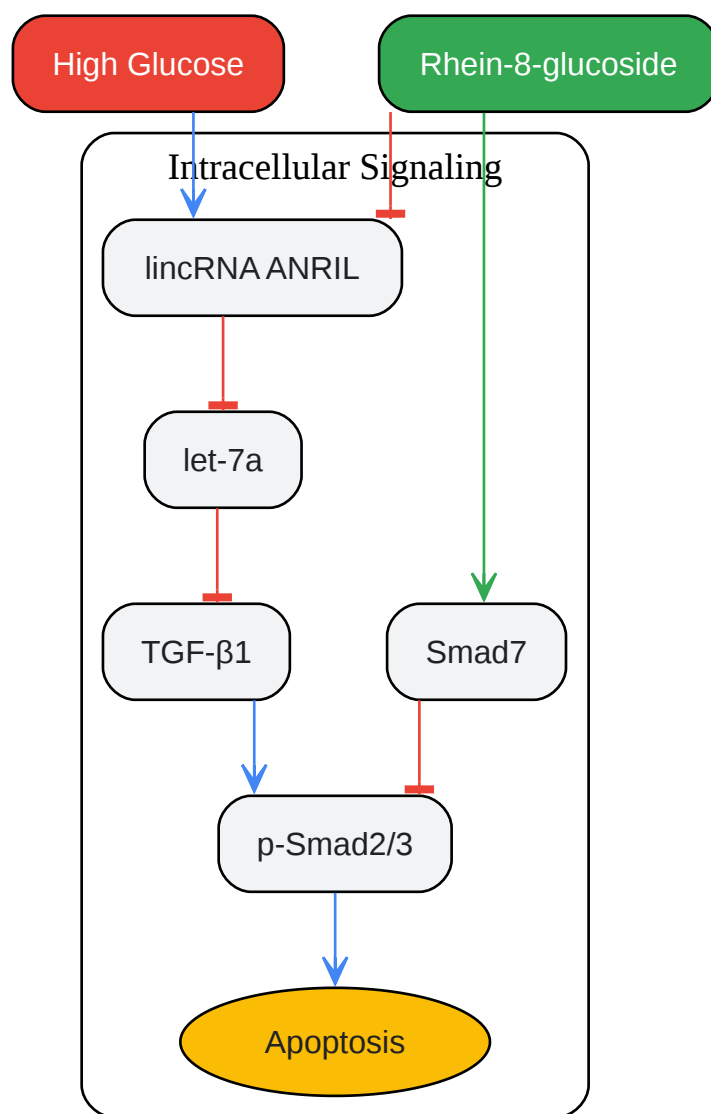 High Glucose
Rhein-8-glucoside
Intracellular Signaling
lincRNA ANRIL
let-7a
TGF-β1
Smad7
p-Smad2/3
Apoptosis